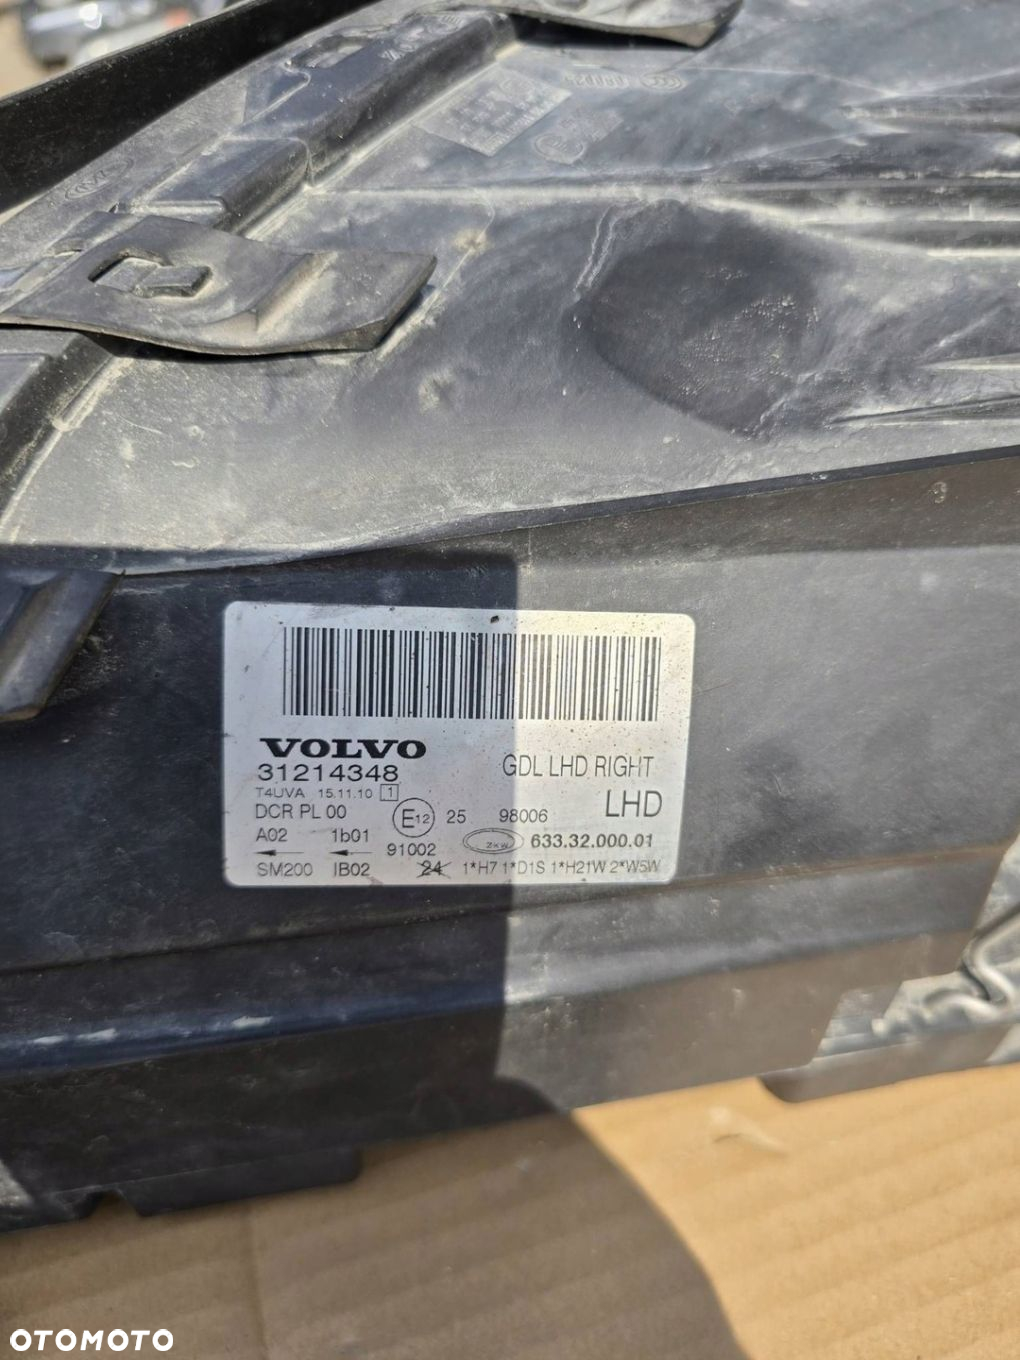 VOLVO
31214348
GDL LHD RIGHT
T4UVA 15.11.10 1
LHD
DCR PL 00
E12 25 98006
A02 1b01
91002
ZKW 633.32.000.01
SM200 IB02
24 1*H7 1*D1S 1*H21W 2*W5W
OTOMOTO